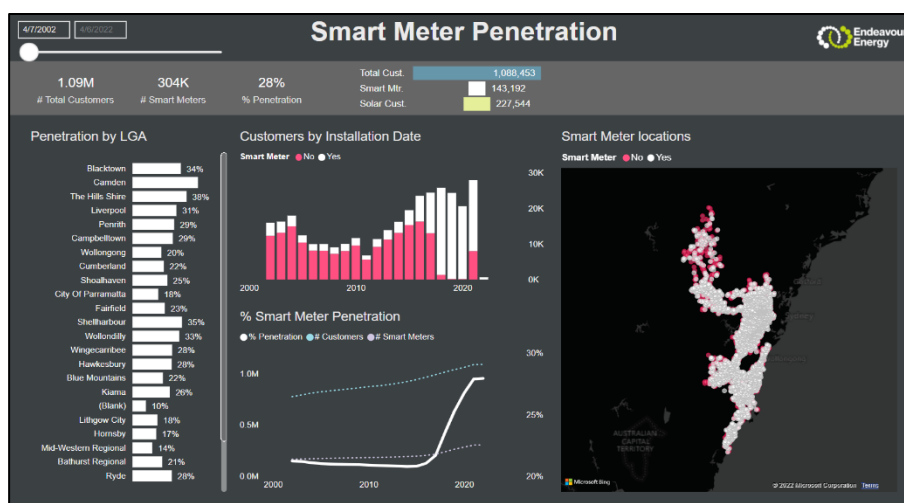 4/7/2002 4/6/2022
Smart Meter Penetration
Endeavour
Energy
1.09M
# Total Customers
304K
# Smart Meters
28%
% Penetration
Total Cust. 1,088,453
Smart Mtr. 143,192
Solar Cust. 227,544
Penetration by LGA
Blacktown 34%
Camden
The Hills Shire 38%
Liverpool 31%
Penrith 29%
Campbelltown 29%
Wollongong 20%
Cumberland 22%
Shoalhaven 25%
City Of Parramatta 18%
Fairfield 23%
Shellharbour 35%
Wollondilly 33%
Wingecarribee 28%
Hawkesbury 28%
Blue Mountains 22%
Kiama 26%
(Blank) 10%
Lithgow City 18%
Hornsby 17%
Mid-Western Regional 14%
Bathurst Regional 21%
Ryde 28%
Customers by Installation Date
Smart Meter No Yes
30K
20K
10K
0K
2000 2010 2020
% Smart Meter Penetration
% Penetration # Customers # Smart Meters
30%
1.0M
25%
0.5M
0.0M 20%
2000 2010 2020
Smart Meter locations
Smart Meter No Yes
AUSTRALIAN
CAPITAL
TERRITORY
Microsoft Bing
© 2022 Microsoft Corporation Terms